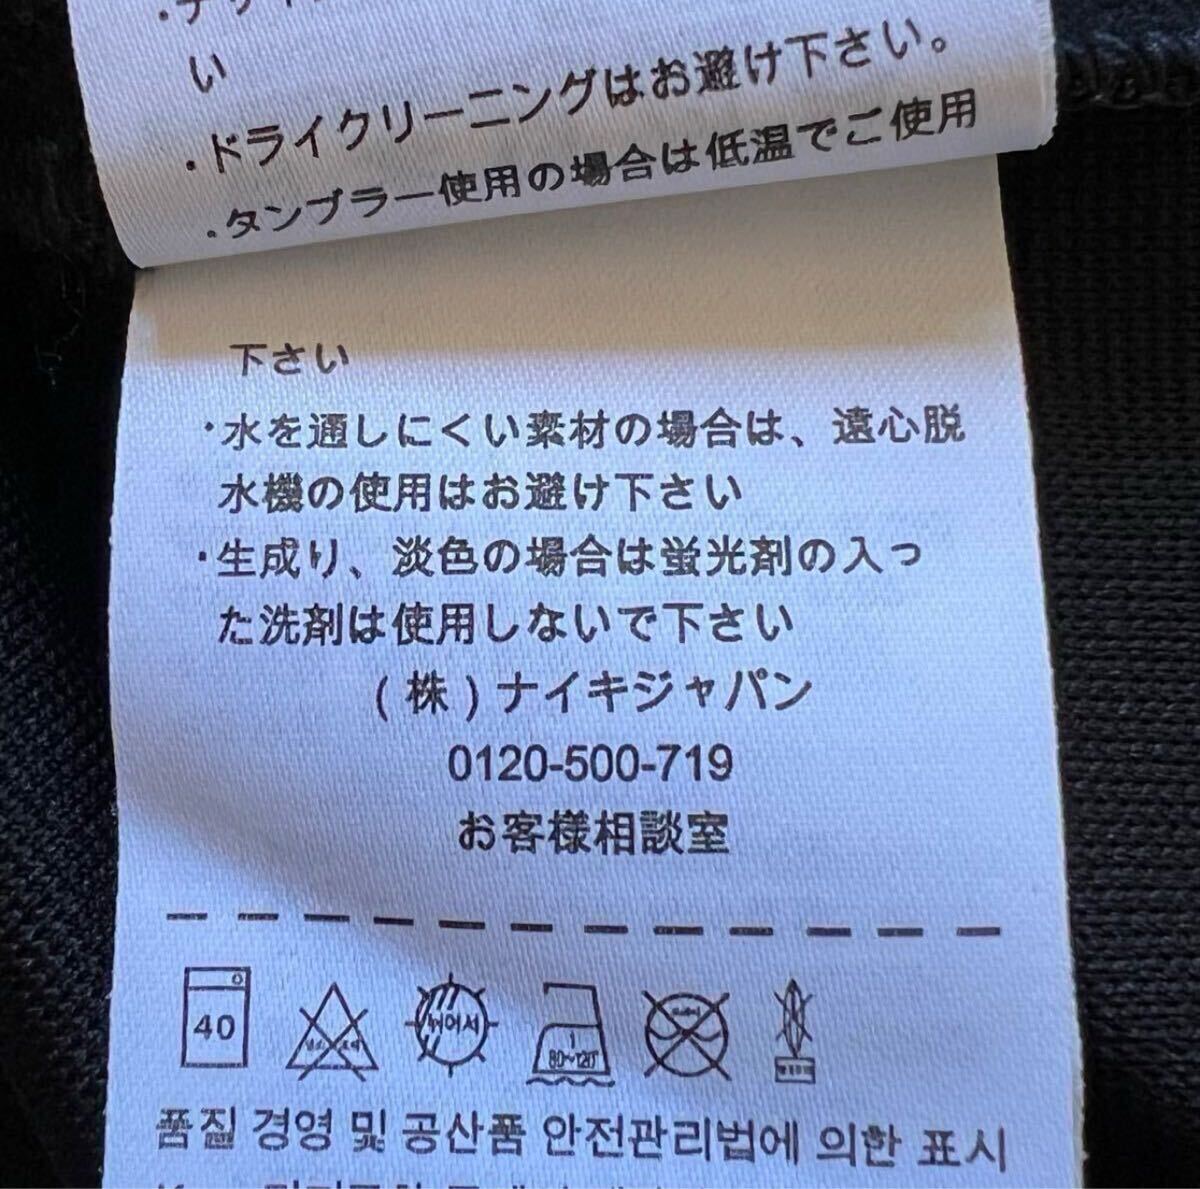 い
・ドライクリーニングはお避け下さい。
・タンブラー使用の場合は低温でご使用
下さい
・水を通しにくい素材の場合は、遠心脱
水機の使用はお避け下さい
・生成り、淡色の場合は蛍光剤の入っ
た洗剤は使用しないで下さい
(株)ナイキジャパン
0120-500-719
お客様相談室
40
뉘어서
1
80~120°
품질 경영 및 공산품 안전관리법에 의한 표시